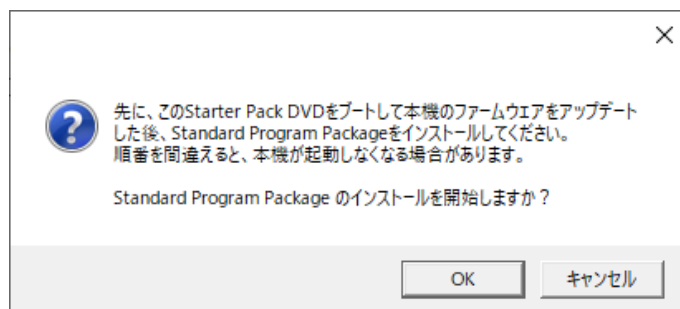 先に、このStarter Pack DVDをブートして本機のファームウェアをアップデート
した後、Standard Program Packageをインストールしてください。
順番を間違えると、本機が起動しなくなる場合があります。
Standard Program Package のインストールを開始しますか？
OK
キャンセル